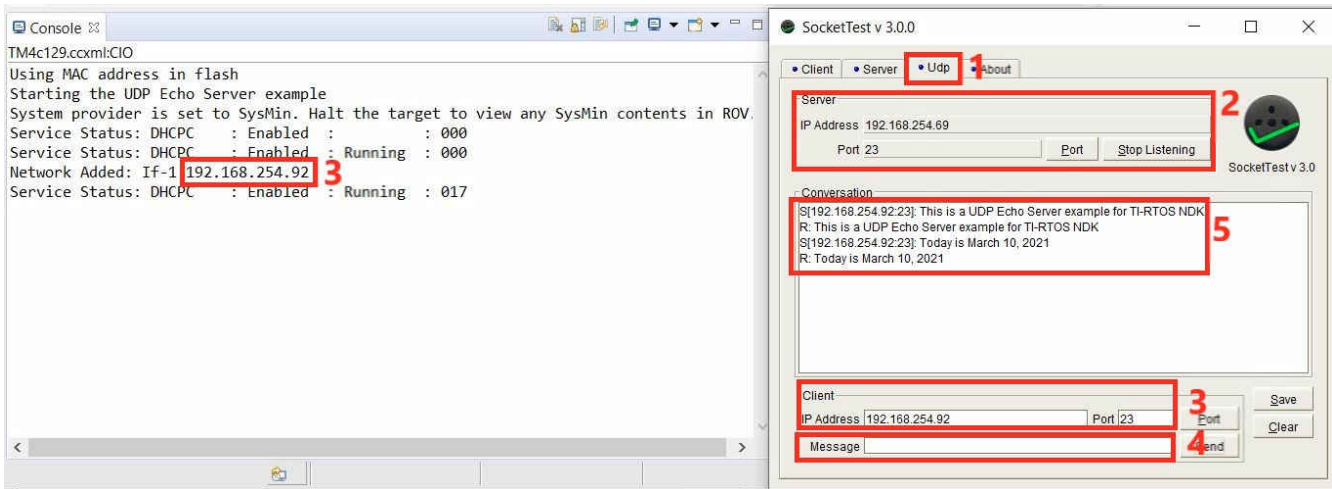 Console
TM4c129.ccxml:CIO
Using MAC address in flash
Starting the UDP Echo Server example
System provider is set to SysMin. Halt the target to view any SysMin contents in ROV.
Service Status: DHCPC : Enabled : : 000
Service Status: DHCPC : Enabled : Running : 000
Network Added: If-1 192.168.254.92 3
Service Status: DHCPC : Enabled : Running : 017
SocketTest v 3.0.0
Client Server Udp 1 About
Server 2
IP Address 192.168.254.69
Port 23 Port Stop Listening
SocketTest v 3.0
Conversation
S[192.168.254.92:23]: This is a UDP Echo Server example for TI-RTOS NDK
R: This is a UDP Echo Server example for TI-RTOS NDK
S[192.168.254.92:23]: Today is March 10, 2021
R: Today is March 10, 2021
5
Client 3
IP Address 192.168.254.92 Port 23 Port
Message 4 Send
Save
Clear